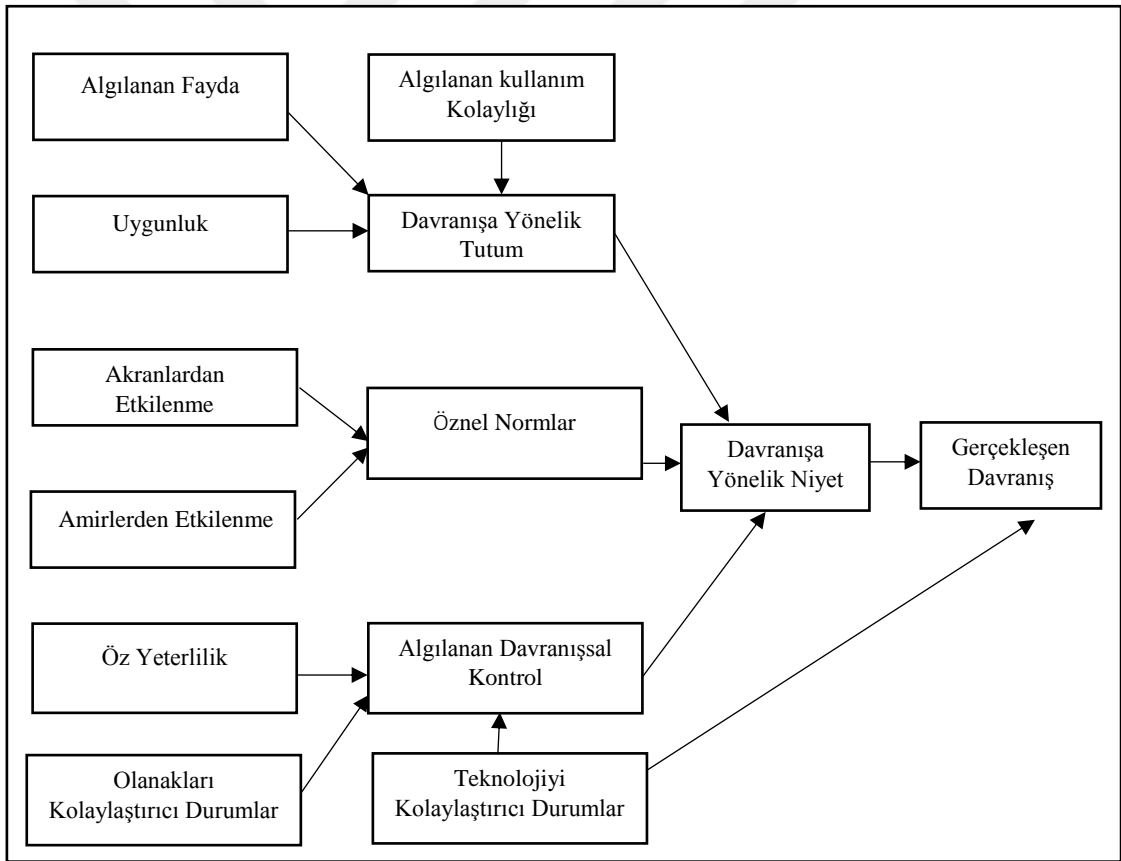 Algılanan Fayda
Algılanan kullanım
Kolaylığı
Uygunluk
Davranışa Yönelik
Tutum
Akranlardan
Etkilenme
Öznel Normlar
Davranışa
Yönelik Niyet
Gerçekleşen
Davranış
Amirlerden Etkilenme
Öz Yeterlilik
Algılanan Davranışsal
Kontrol
Olanakları
Kolaylaştırıcı Durumlar
Teknolojiyi
Kolaylaştırıcı Durumlar